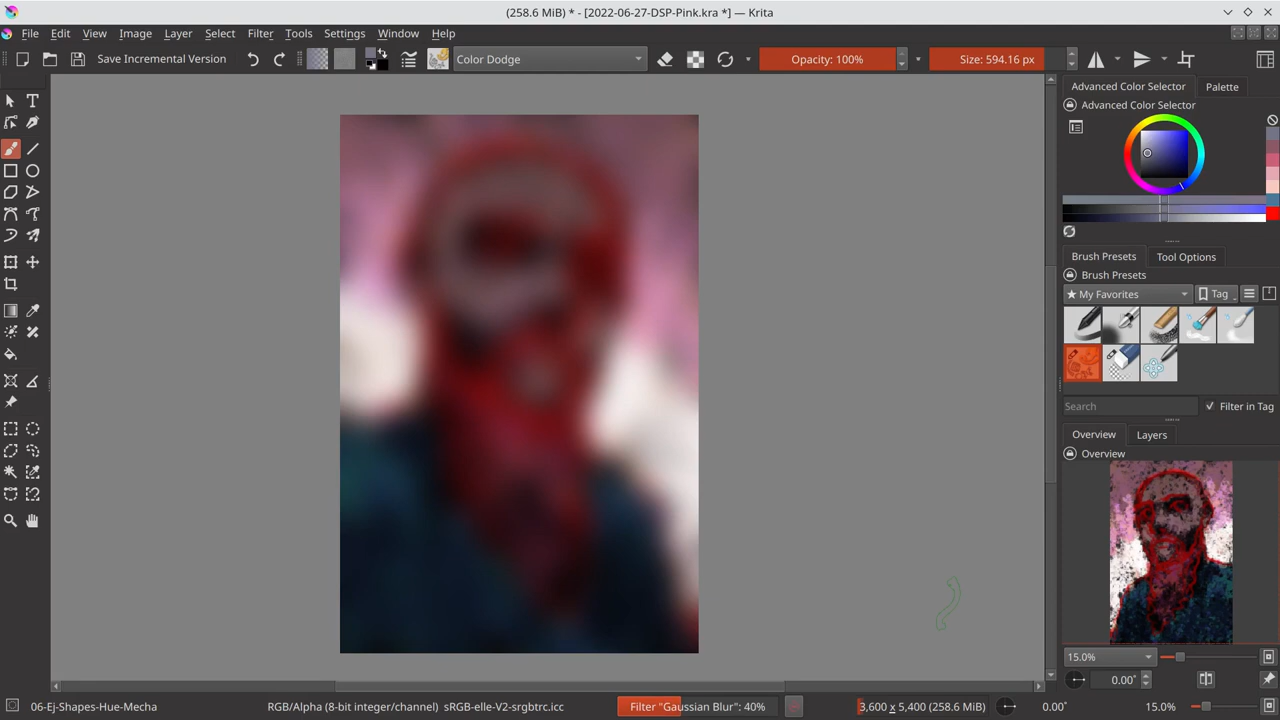 (258.6 MiB) * - [2022-06-27-DSP-Pink.kra *] — Krita
File Edit View Image Layer Select Filter Tools Settings Window Help
Save Incremental Version Color Dodge Opacity: 100% Size: 594.16 px
Advanced Color Selector Palette
Advanced Color Selector
Brush Presets Tool Options
Brush Presets
My Favorites Tag
Search Filter in Tag
Overview Layers
Overview
15.0%
0.00°
06-Ej-Shapes-Hue-Mecha RGB/Alpha (8-bit integer/channel) sRGB-elle-V2-srgbtrc.icc Filter "Gaussian Blur": 40% 3,600 x 5,400 (258.6 MiB) 0.00° 15.0%